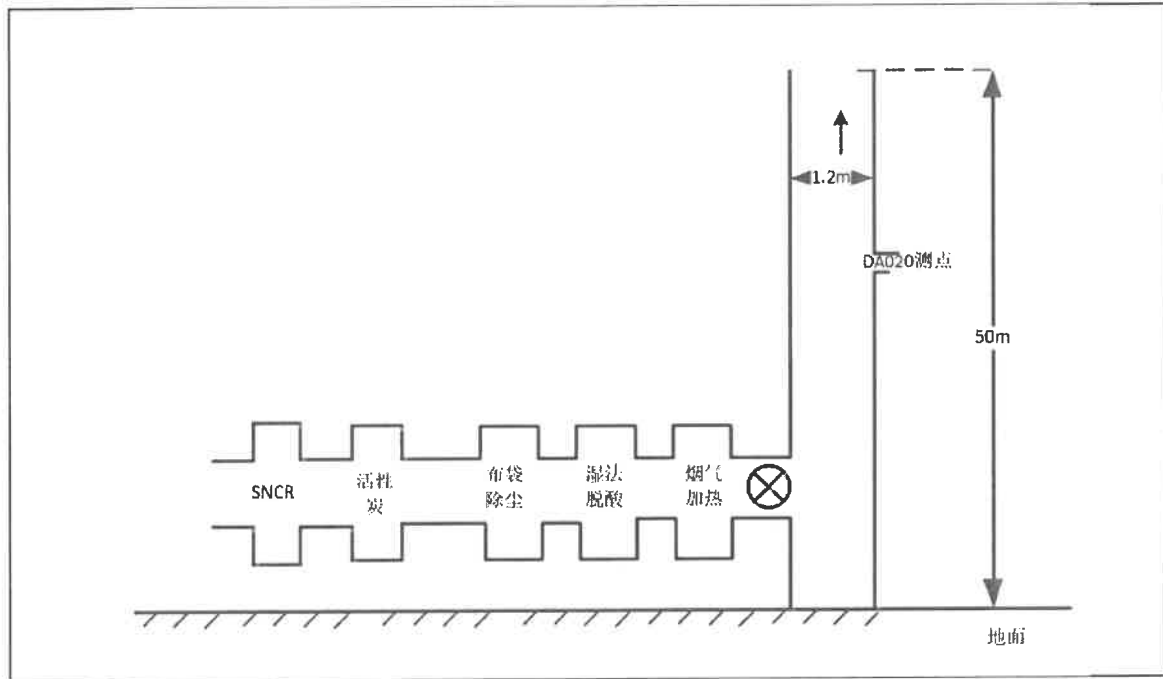 1.2m
DA020测点
50m
SNCR
活性
炭
布袋
除尘
湿法
脱酸
烟气
加热
地面